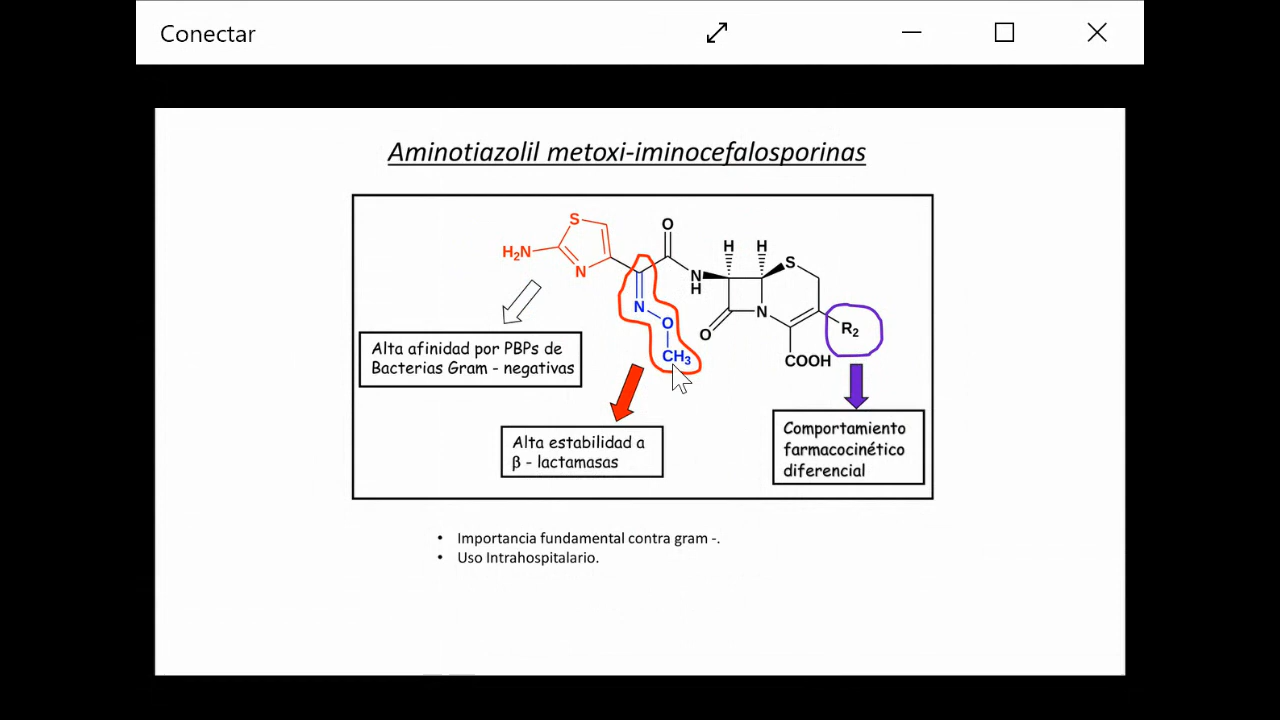 Conectar
Aminotiazolil metoxi-iminocefalosporinas
S
O
H₂N
N
H
H
S
N
H
N
O
O
N
R₂
CH₃
COOH
Alta afinidad por PBPs de
Bacterias Gram - negativas
Alta estabilidad a
β - lactamasas
Comportamiento
farmacocinético
diferencial
• Importancia fundamental contra gram -.
• Uso Intrahospitalario.